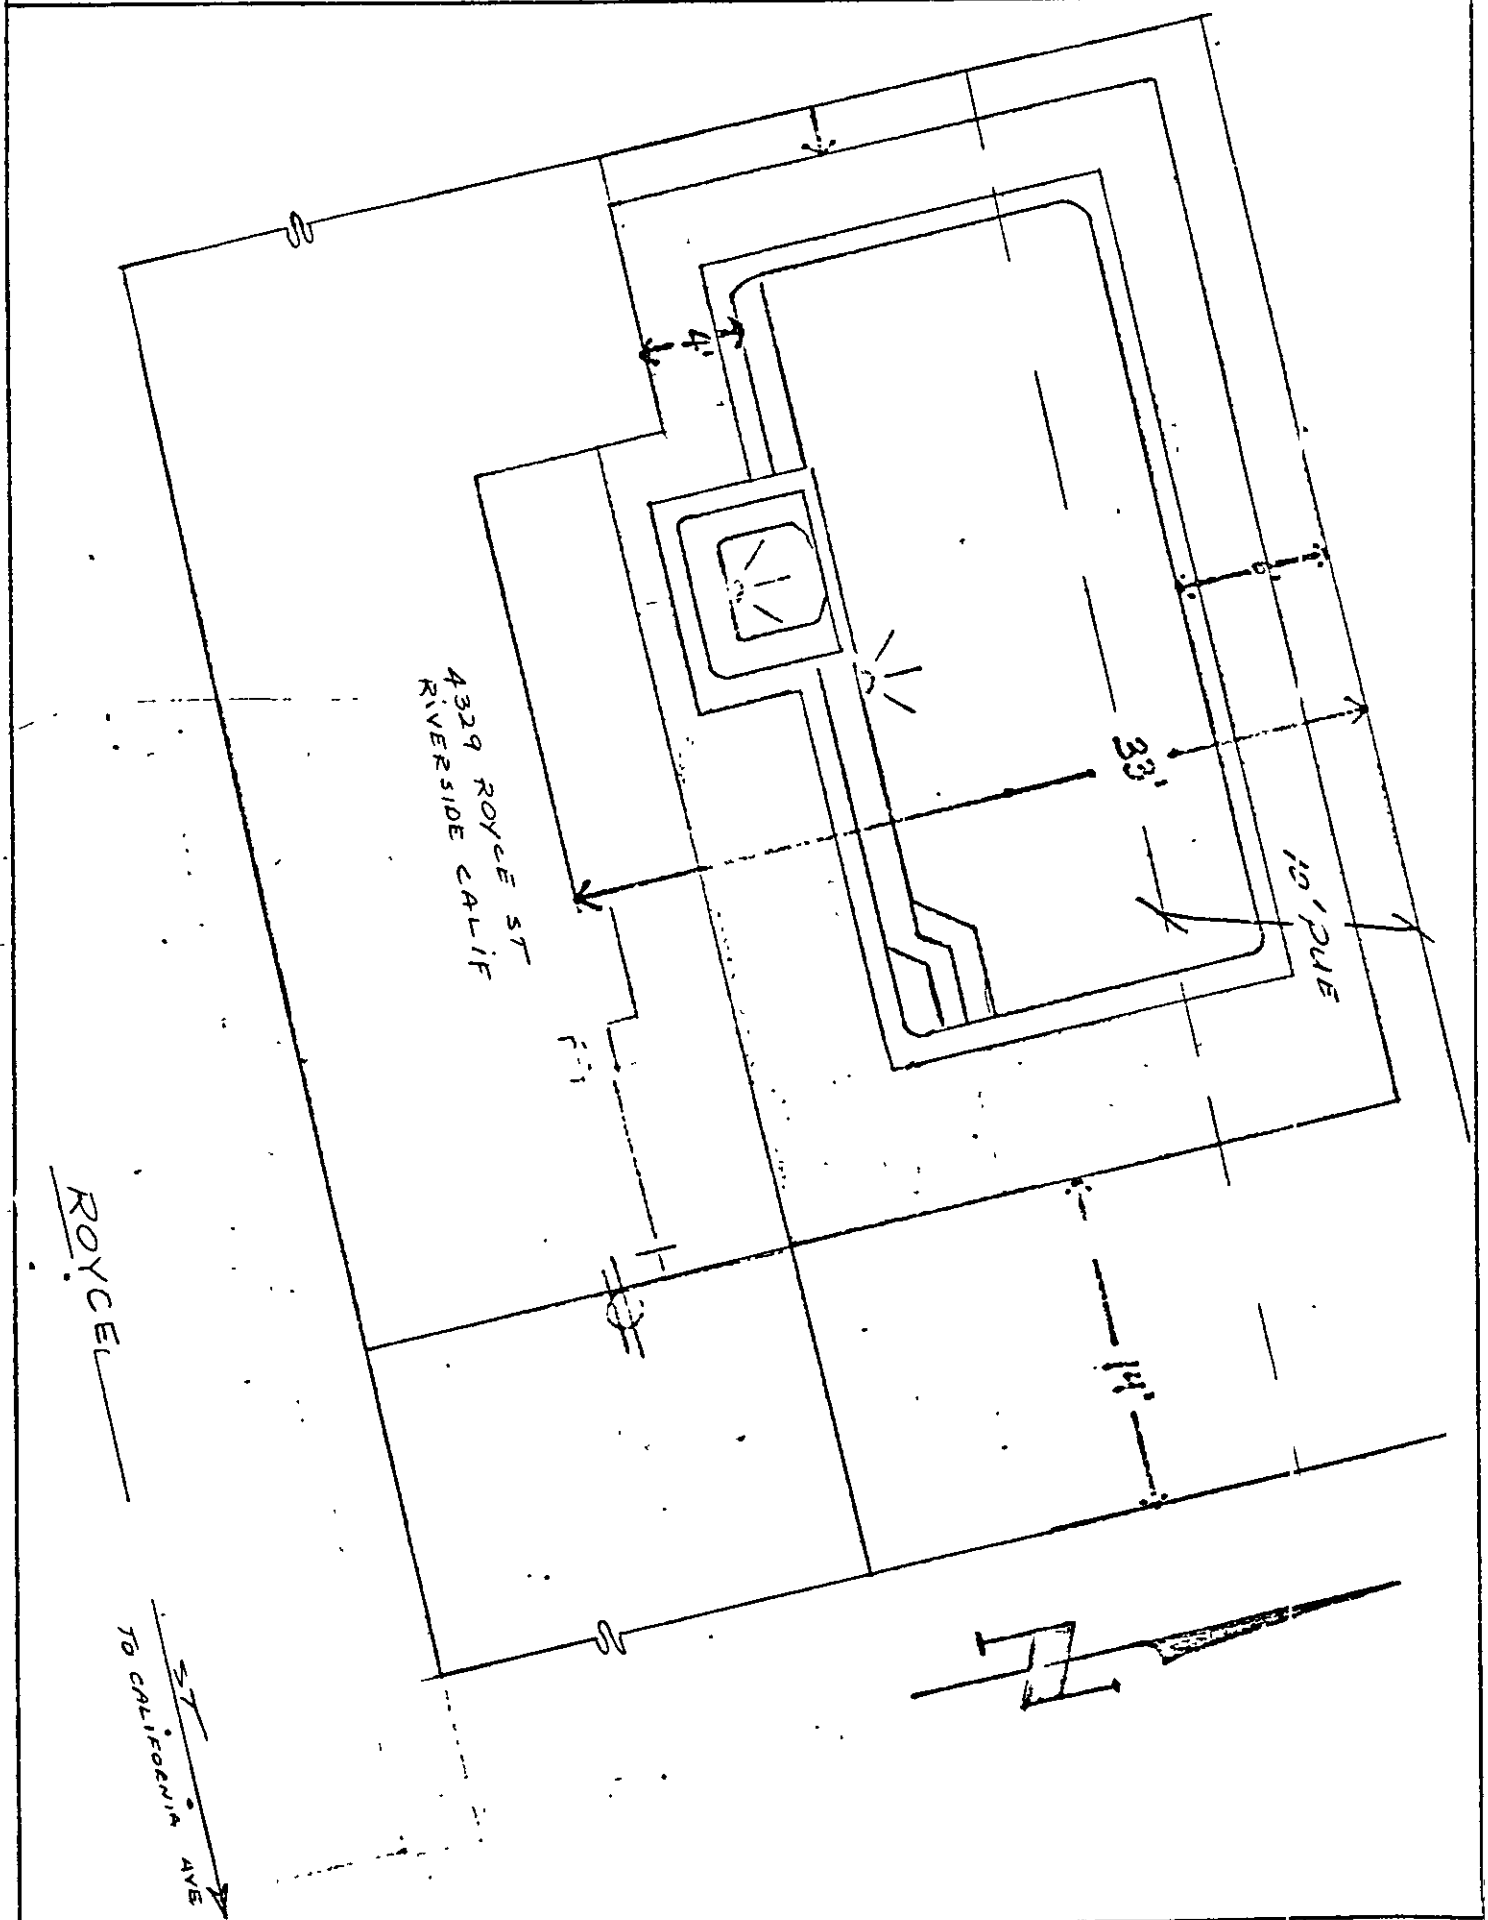 4'
33'
10' PUE
4329 ROYCE ST
RIVERSIDE CALIF
14'
N
ROYCE ST
TO CALIFORNIA AVE